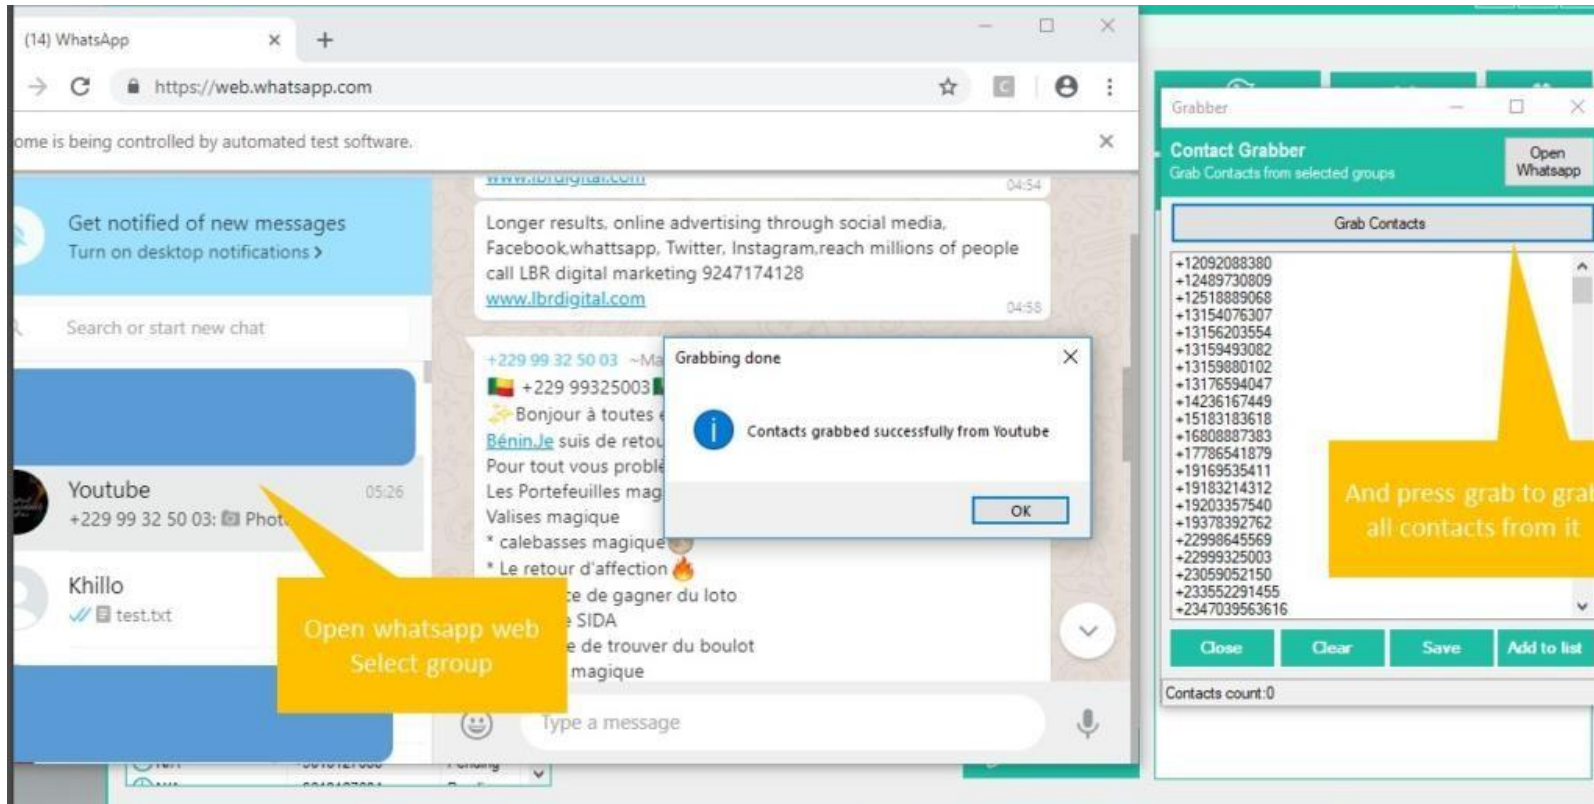 (14) WhatsApp
https://web.whatsapp.com
ome is being controlled by automated test software.
Get notified of new messages
Turn on desktop notifications
Search or start new chat
Youtube
05:26
+229 99 32 50 03: Phot
Khillo
test.txt
Open whatsapp web
Select group
www.lbrdigital.com
04:54
Longer results, online advertising through social media,
Facebook,whattsapp, Twitter, Instagram,reach millions of people
call LBR digital marketing 9247174128
www.lbrdigital.com
04:58
+229 99 32 50 03 ~Ma
+229 99325003
Bonjour à toutes e
Bénin.Je suis de retou
Pour tout vous problè
Les Portefeuilles mag
Valises magique
* calebasses magique
* Le retour d'affection
ce de gagner du loto
SIDA
e de trouver du boulot
magique
Type a message
Grabbing done
Contacts grabbed successfully from Youtube
OK
Grabber
Contact Grabber
Grab Contacts from selected groups
Open
Whatsapp
Grab Contacts
+12092088380
+12489730809
+12518889068
+13154076307
+13156203554
+13159493082
+13159880102
+13176594047
+14236167449
+15183183618
+16808887383
+17786541879
+19169535411
+19183214312
+19203357540
+19378392762
+22998645569
+22999325003
+23059052150
+233552291455
+2347039563616
And press grab to grab
all contacts from it
Close
Clear
Save
Add to list
Contacts count:0